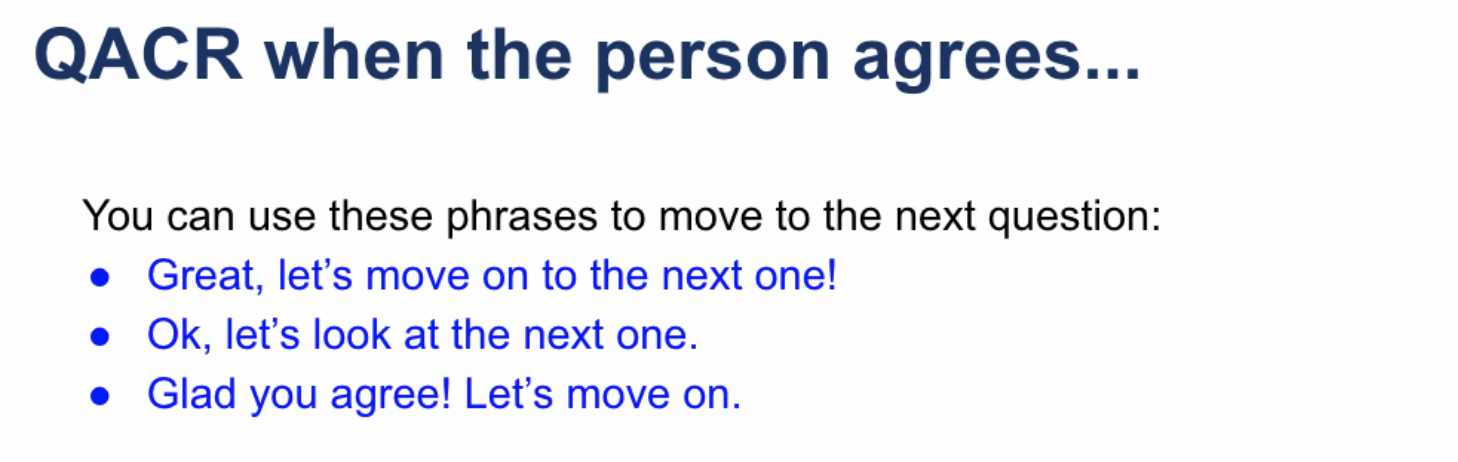 QACR when the person agrees...
You can use these phrases to move to the next question:
● Great, let’s move on to the next one!
● Ok, let’s look at the next one.
● Glad you agree! Let’s move on.